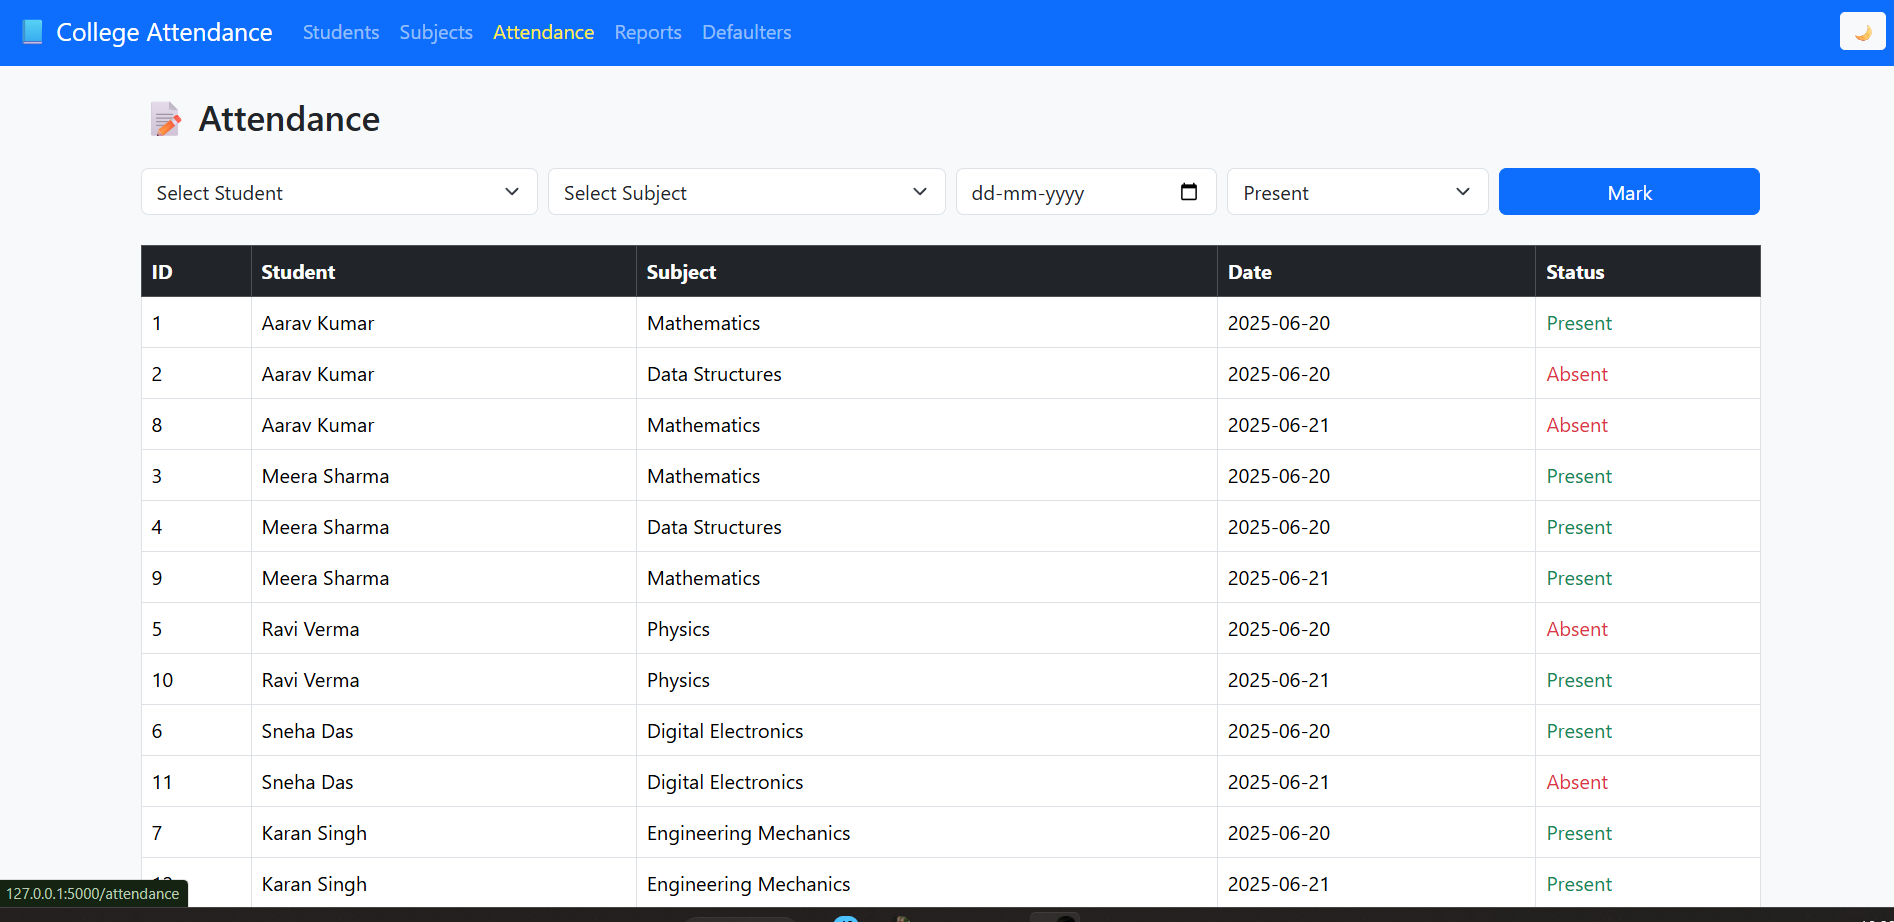 College Attendance Students Subjects Attendance Reports Defaulters
Attendance
Select Student Select Subject dd-mm-yyyy Present Mark
ID Student Subject Date Status
1 Aarav Kumar Mathematics 2025-06-20 Present
2 Aarav Kumar Data Structures 2025-06-20 Absent
8 Aarav Kumar Mathematics 2025-06-21 Absent
3 Meera Sharma Mathematics 2025-06-20 Present
4 Meera Sharma Data Structures 2025-06-20 Present
9 Meera Sharma Mathematics 2025-06-21 Present
5 Ravi Verma Physics 2025-06-20 Absent
10 Ravi Verma Physics 2025-06-21 Present
6 Sneha Das Digital Electronics 2025-06-20 Present
11 Sneha Das Digital Electronics 2025-06-21 Absent
7 Karan Singh Engineering Mechanics 2025-06-20 Present
Karan Singh Engineering Mechanics 2025-06-21 Present
127.0.0.1:5000/attendance